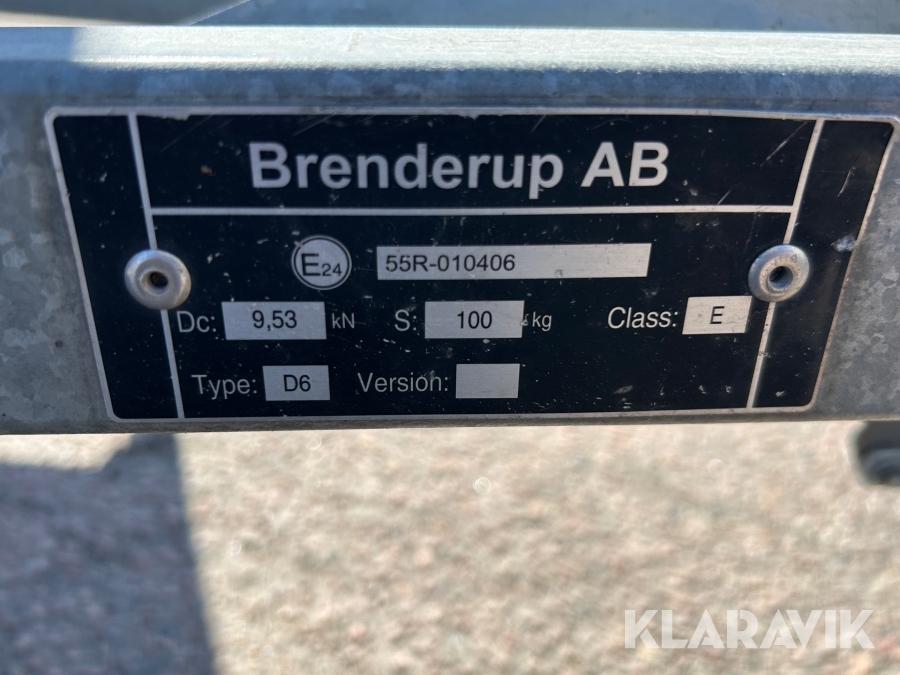 Brenderup AB
E24 55R-010406
Dc: 9,53 kN S: 100 kg Class: E
Type: D6 Version:
KLARAVIK